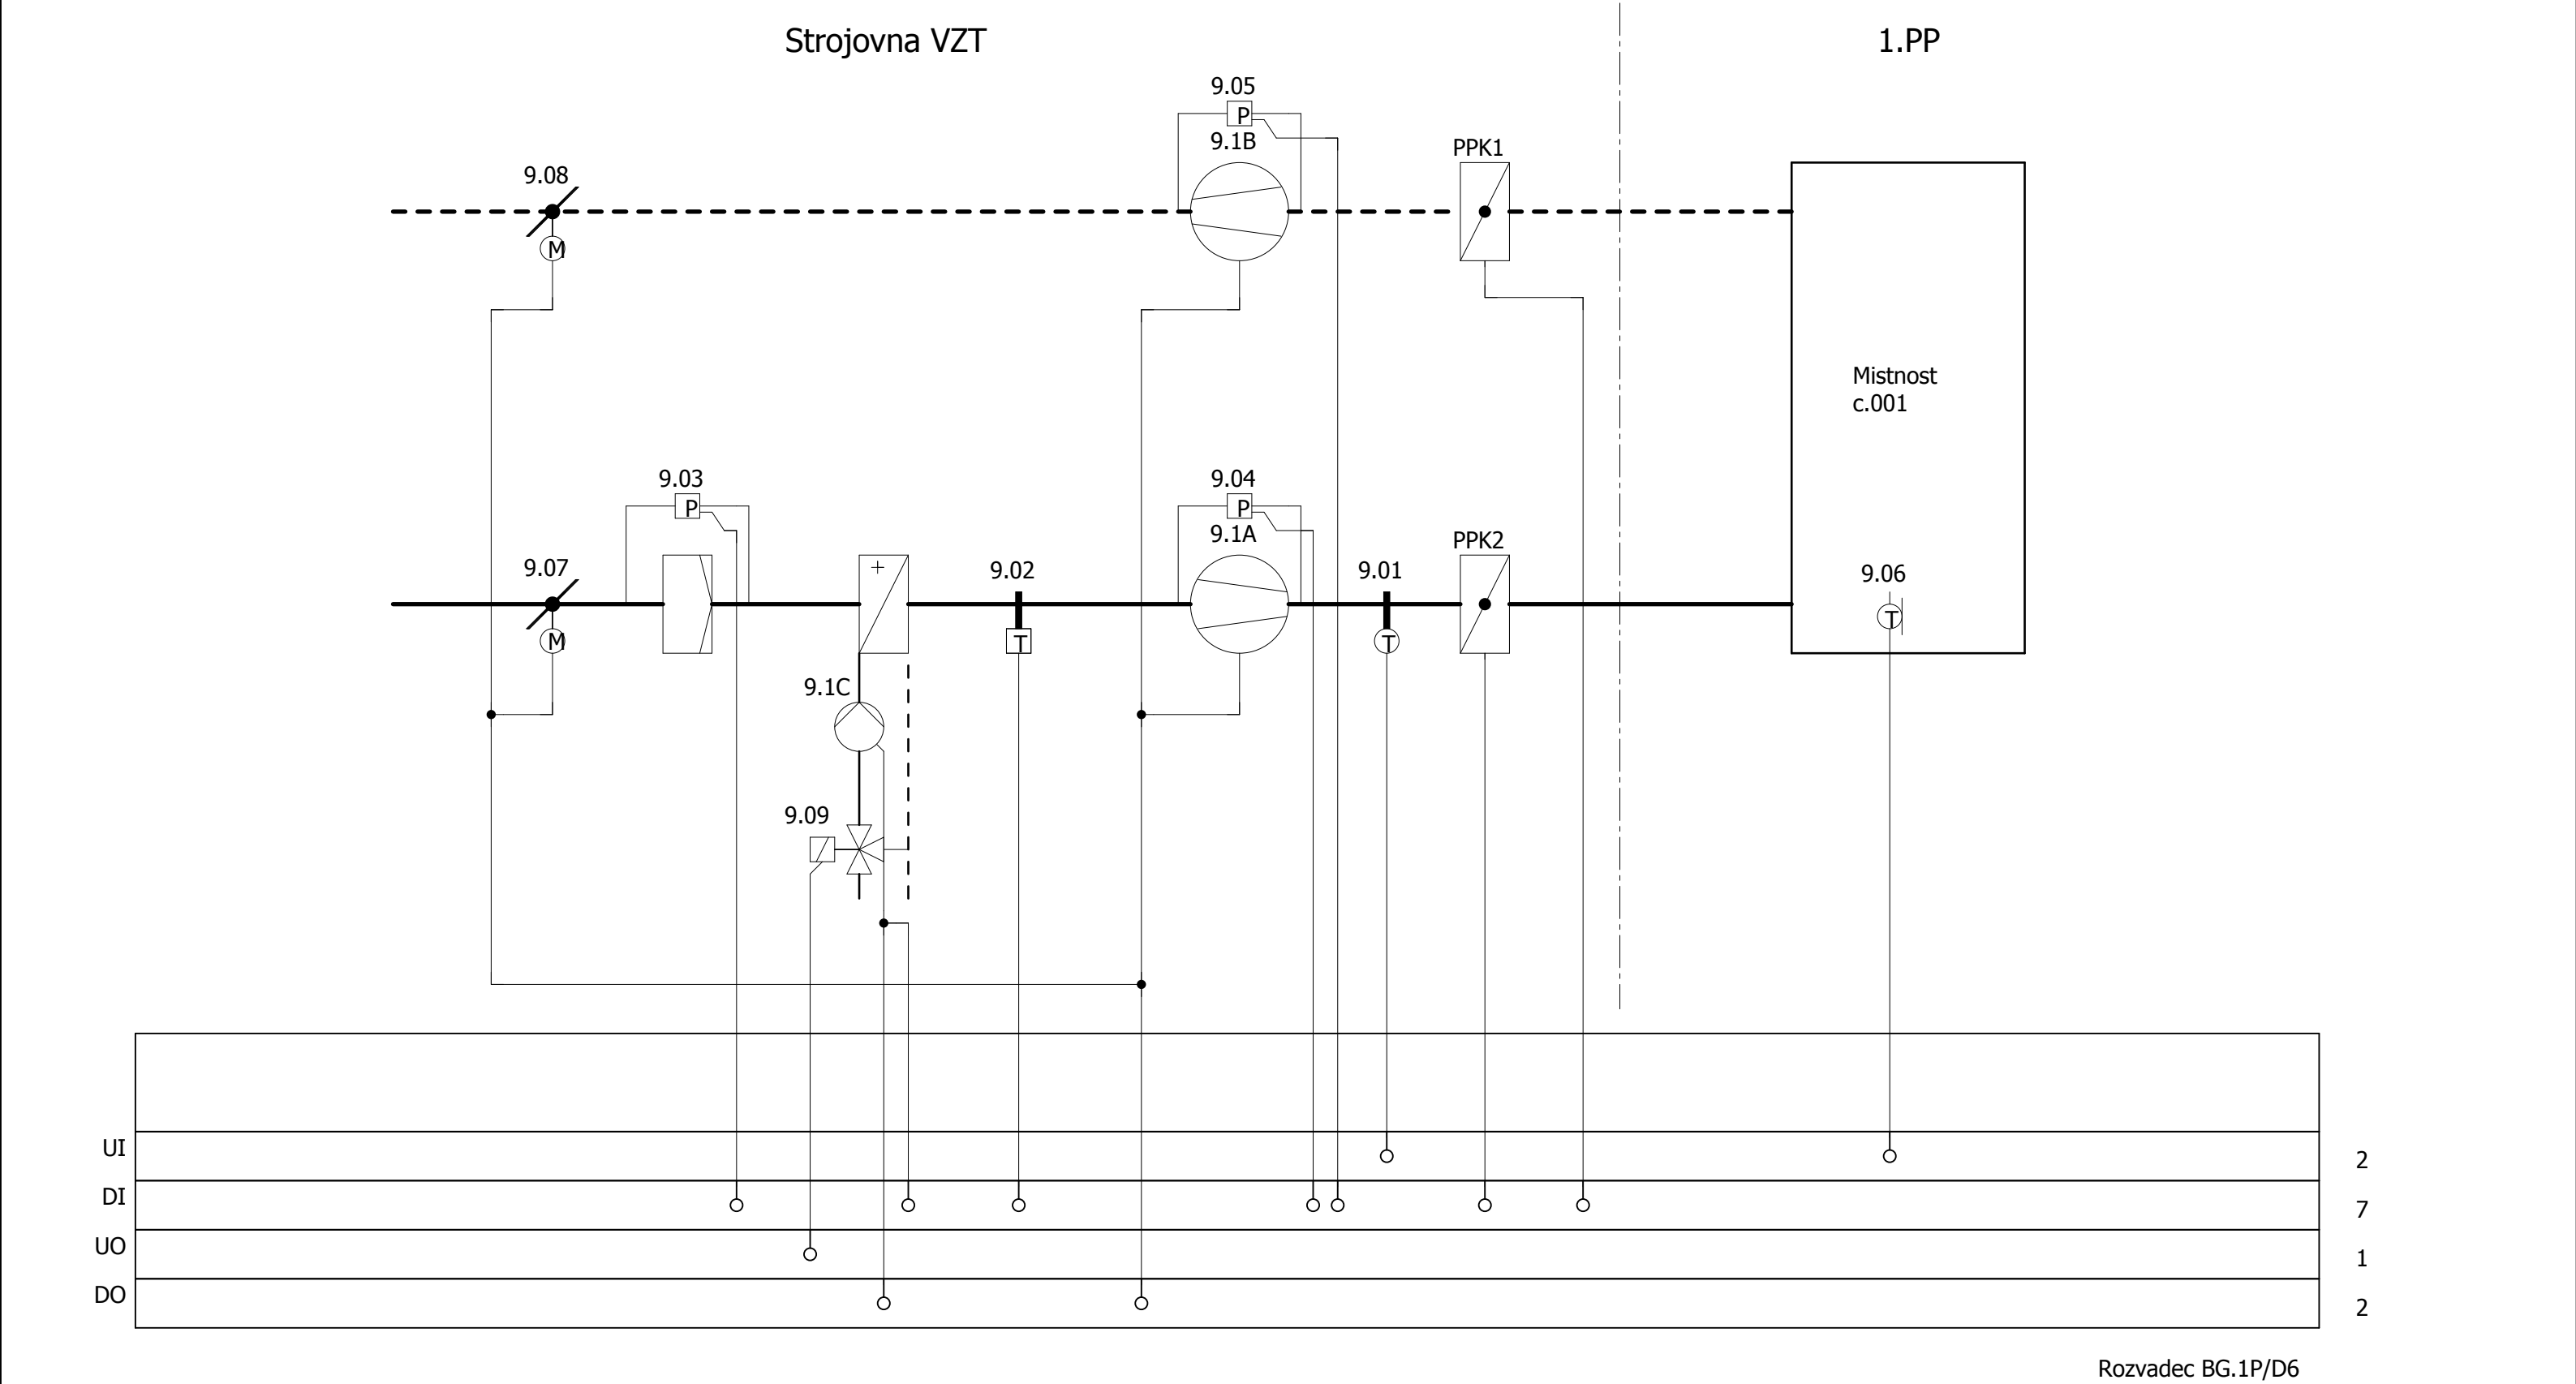 Strojovna VZT
1.PP
9.05
P
9.1B
PPK1
9.08
M
Mistnost
c.001
9.03
P
9.04
P
9.1A
PPK2
9.07
M
+
9.02
T
9.01
T
9.06
T
9.1C
9.09
UI
2
DI
7
UO
1
DO
2
Rozvadec BG.1P/D6